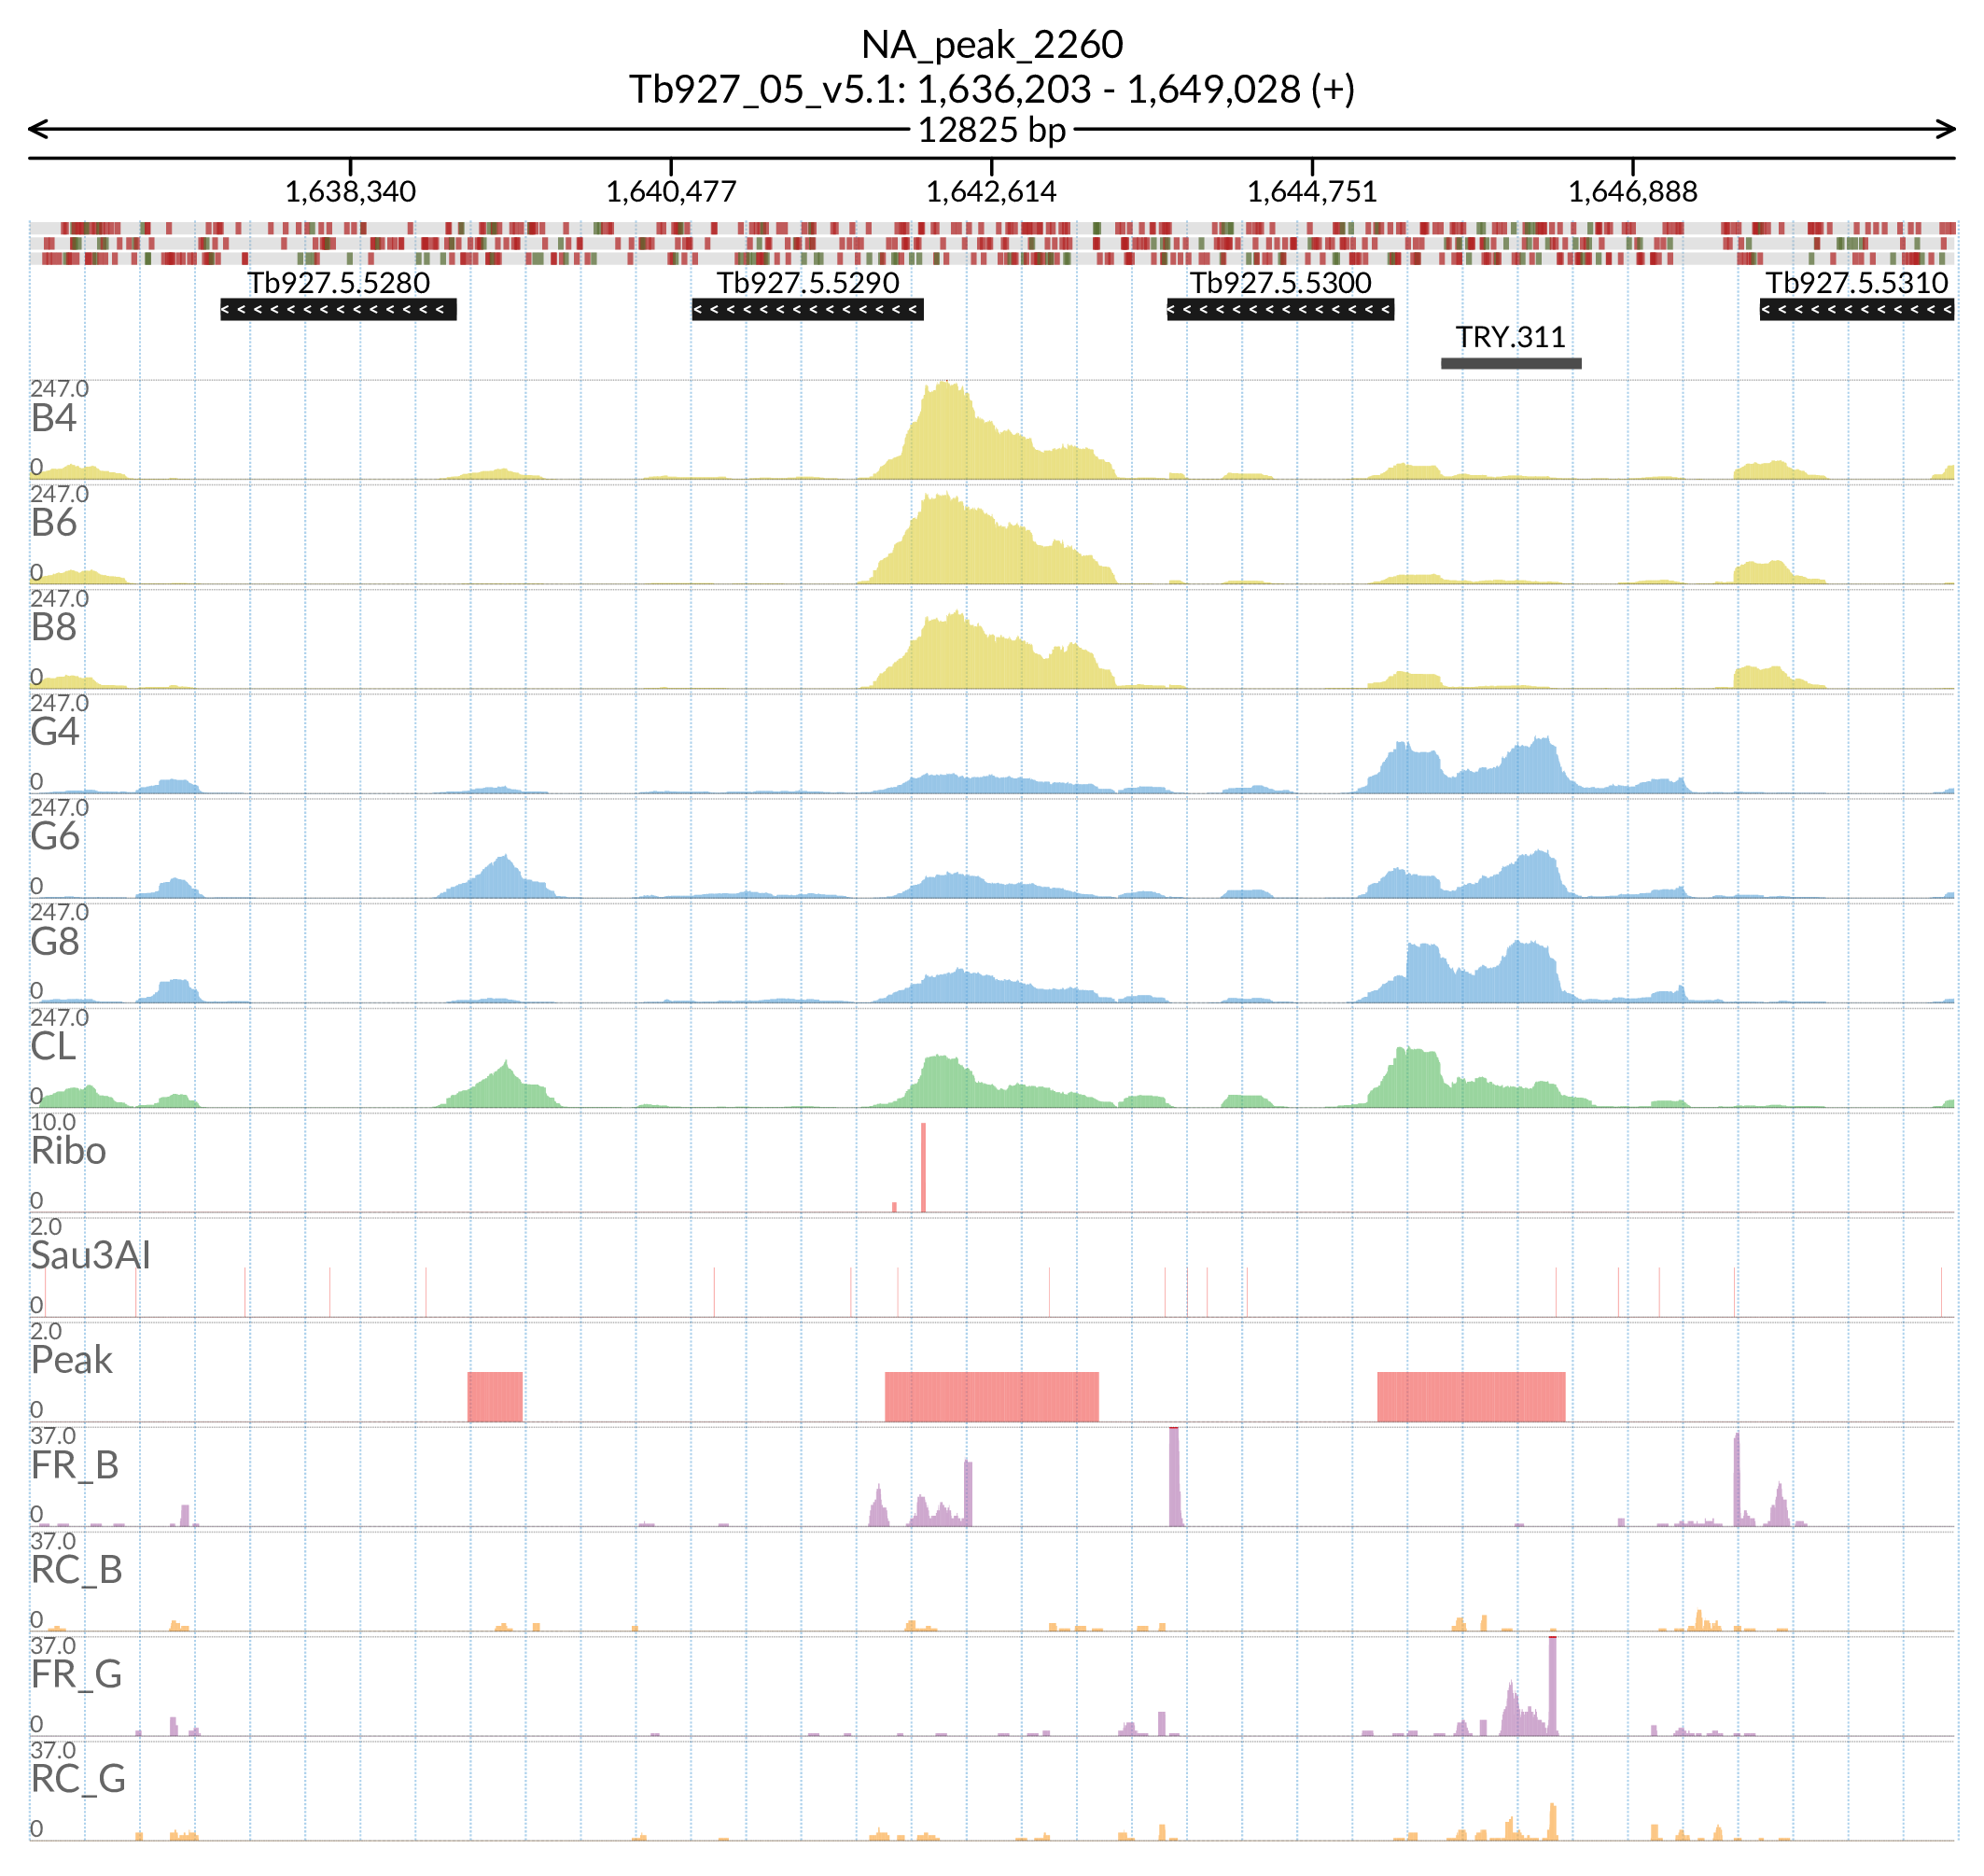 NA_peak_2260
Tb927_05_v5.1: 1,636,203 - 1,649,028 (+)
12825 bp
1,638,340 1,640,477 1,642,614 1,644,751 1,646,888
Tb927.5.5280 Tb927.5.5290 Tb927.5.5300 Tb927.5.5310
TRY.311
247.0
B4
0
247.0
B6
0
247.0
B8
0
247.0
G4
0
247.0
G6
0
247.0
G8
0
247.0
CL
0
10.0
Ribo
0
2.0
Sau3AI
0
2.0
Peak
0
37.0
FR_B
0
37.0
RC_B
0
37.0
FR_G
0
37.0
RC_G
0